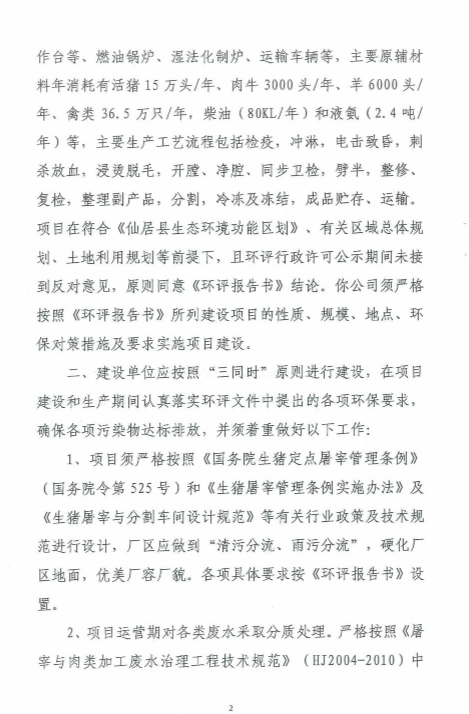 作台等、燃油锅炉、湿法化制炉、运输车辆等，主要原辅材
料年消耗有活猪 15 万头/年、肉牛 3000 头/年、羊 6000 头/
年、禽类 36.5 万只/年，柴油（80KL/年）和液氨（2.4 吨/
年）等，主要生产工艺流程包括检疫，冲淋，电击致昏，刺
杀放血，浸烫脱毛，开膛、净腔、同步卫检，劈半，整修、
复检，整理副产品，分割，冷冻及冻结，成品贮存、运输。
项目在符合《仙居县生态环境功能区划》、有关区域总体规
划、土地利用规划等前提下，且环评行政许可公示期间未接
到反对意见，原则同意《环评报告书》结论。你公司须严格
按照《环评报告书》所列建设项目的性质、规模、地点、环
保对策措施及要求实施项目建设。
二、建设单位应按照“三同时”原则进行建设，在项目
建设和生产期间认真落实环评文件中提出的各项环保要求，
确保各项污染物达标排放，并须着重做好以下工作：
1、项目须严格按照《国务院生猪定点屠宰管理条例》
（国务院令第 525 号）和《生猪屠宰管理条例实施办法》及
《生猪屠宰与分割车间设计规范》等有关行业政策及技术规
范进行设计，厂区应做到“清污分流、雨污分流”，硬化厂
区地面，优美厂容厂貌。各项具体要求按《环评报告书》设
置。
2、项目运营期对各类废水采取分质处理。严格按照《屠
宰与肉类加工废水治理工程技术规范》（HJ2004-2010）中
2